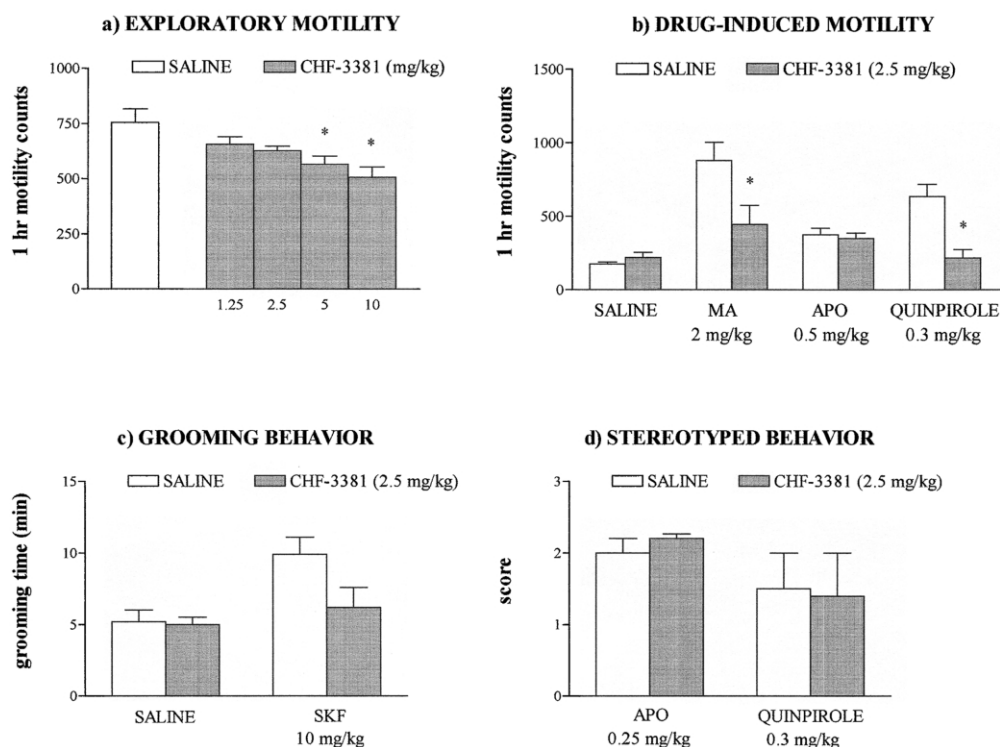 a) EXPLORATORY MOTILITY
SALINE CHF-3381 (mg/kg)
1 hr motility counts
1000
750
500
250
0
* *
1.25 2.5 5 10
b) DRUG-INDUCED MOTILITY
SALINE CHF-3381 (2.5 mg/kg)
1 hr motility counts
1500
1000
500
0
* *
SALINE MA APO QUINPIROLE
2 mg/kg 0.5 mg/kg 0.3 mg/kg
c) GROOMING BEHAVIOR
SALINE CHF-3381 (2.5 mg/kg)
grooming time (min)
15
10
5
0
SALINE SKF
10 mg/kg
d) STEREOTYPED BEHAVIOR
SALINE CHF-3381 (2.5 mg/kg)
score
3
2
1
0
APO QUINPIROLE
0.25 mg/kg 0.3 mg/kg